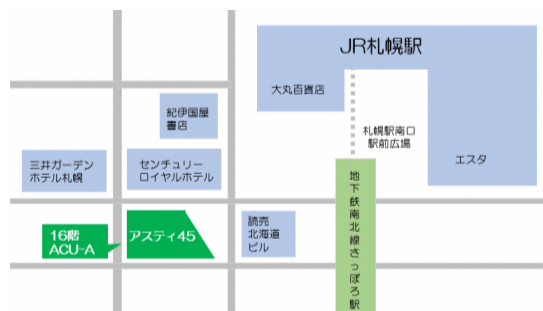 JR札幌駅
大丸百貨店
紀伊国屋
書店
札幌駅南口
駅前広場
エスタ
三井ガーデン
ホテル札幌
センチュリー
ロイヤルホテル
地下鉄南北線さっぽろ駅
16階
ACU-A
アスティ45
読売
北海道
ビル